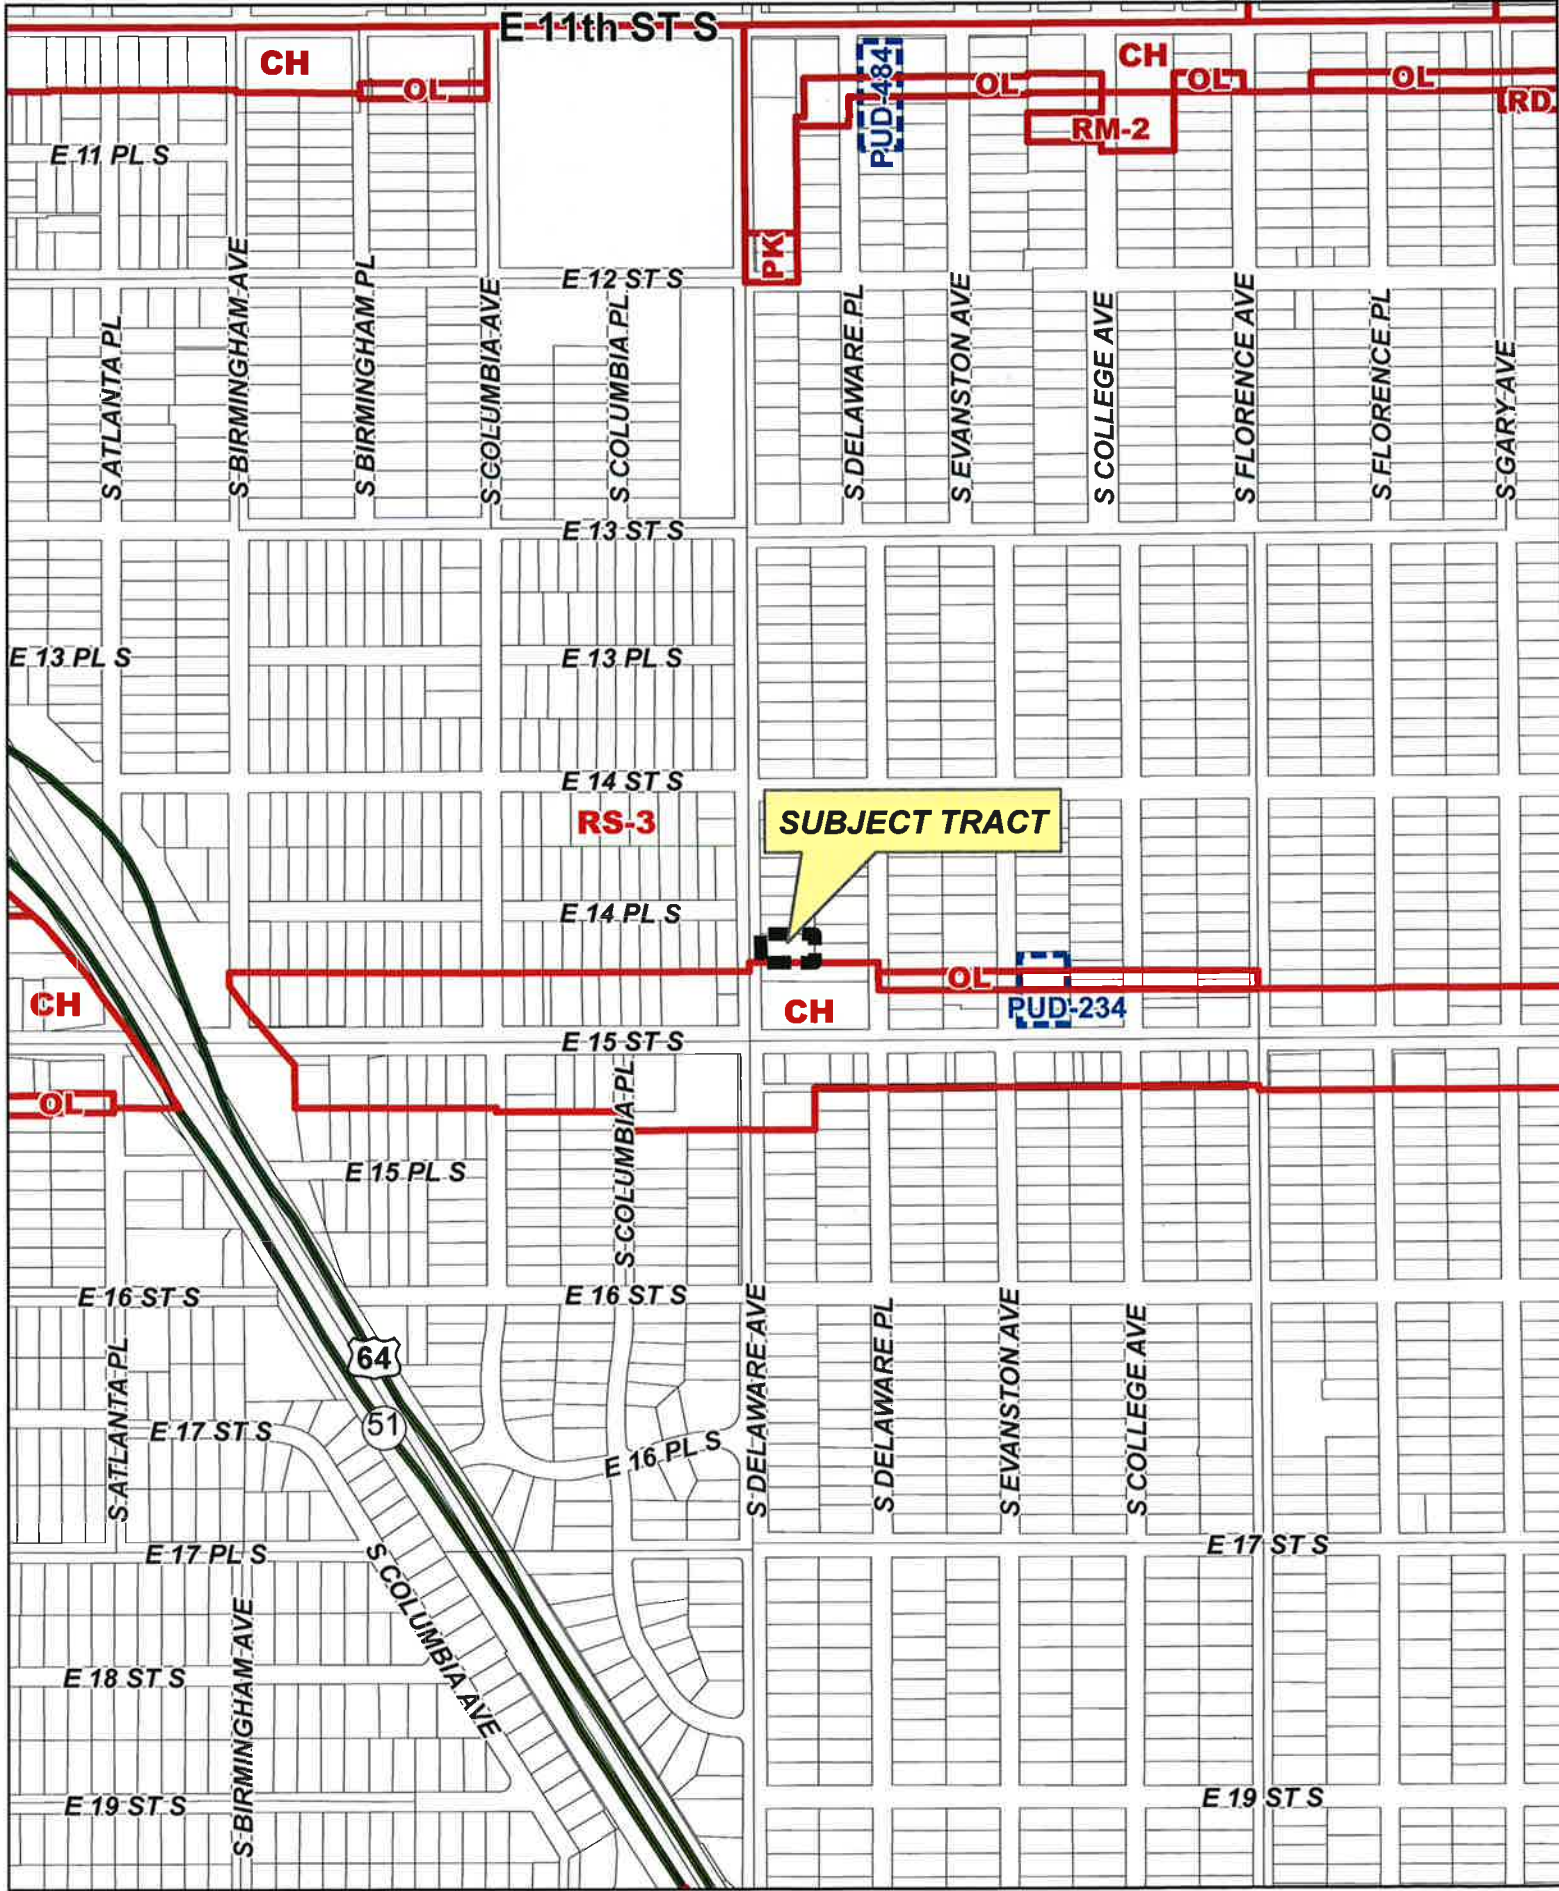 E 11th ST S
CH
OL
PUD-484
OL
CH
OL
OL
RD
RM-2
E 11 PL S
PK
E 12 ST S
S ATLANTA PL
S BIRMINGHAM AVE
S BIRMINGHAM PL
S COLUMBIA AVE
S COLUMBIA PL
S DELAWARE PL
S EVANSTON AVE
S COLLEGE AVE
S FLORENCE AVE
S FLORENCE PL
S GARY AVE
E 13 ST S
E 13 PL S
E 13 PL S
E 14 ST S
RS-3
SUBJECT TRACT
E 14 PL S
CH
CH
OL
PUD-234
E 15 ST S
OL
S COLUMBIA PL
E 15 PL S
E 16 ST S
E 16 ST S
64
51
S ATLANTA PL
E 17 ST S
E 16 PL S
S DELAWARE AVE
S DELAWARE PL
S EVANSTON AVE
S COLLEGE AVE
E 17 PL S
E 17 ST S
S COLUMBIA AVE
S BIRMINGHAM AVE
E 18 ST S
E 19 ST S
E 19 ST S